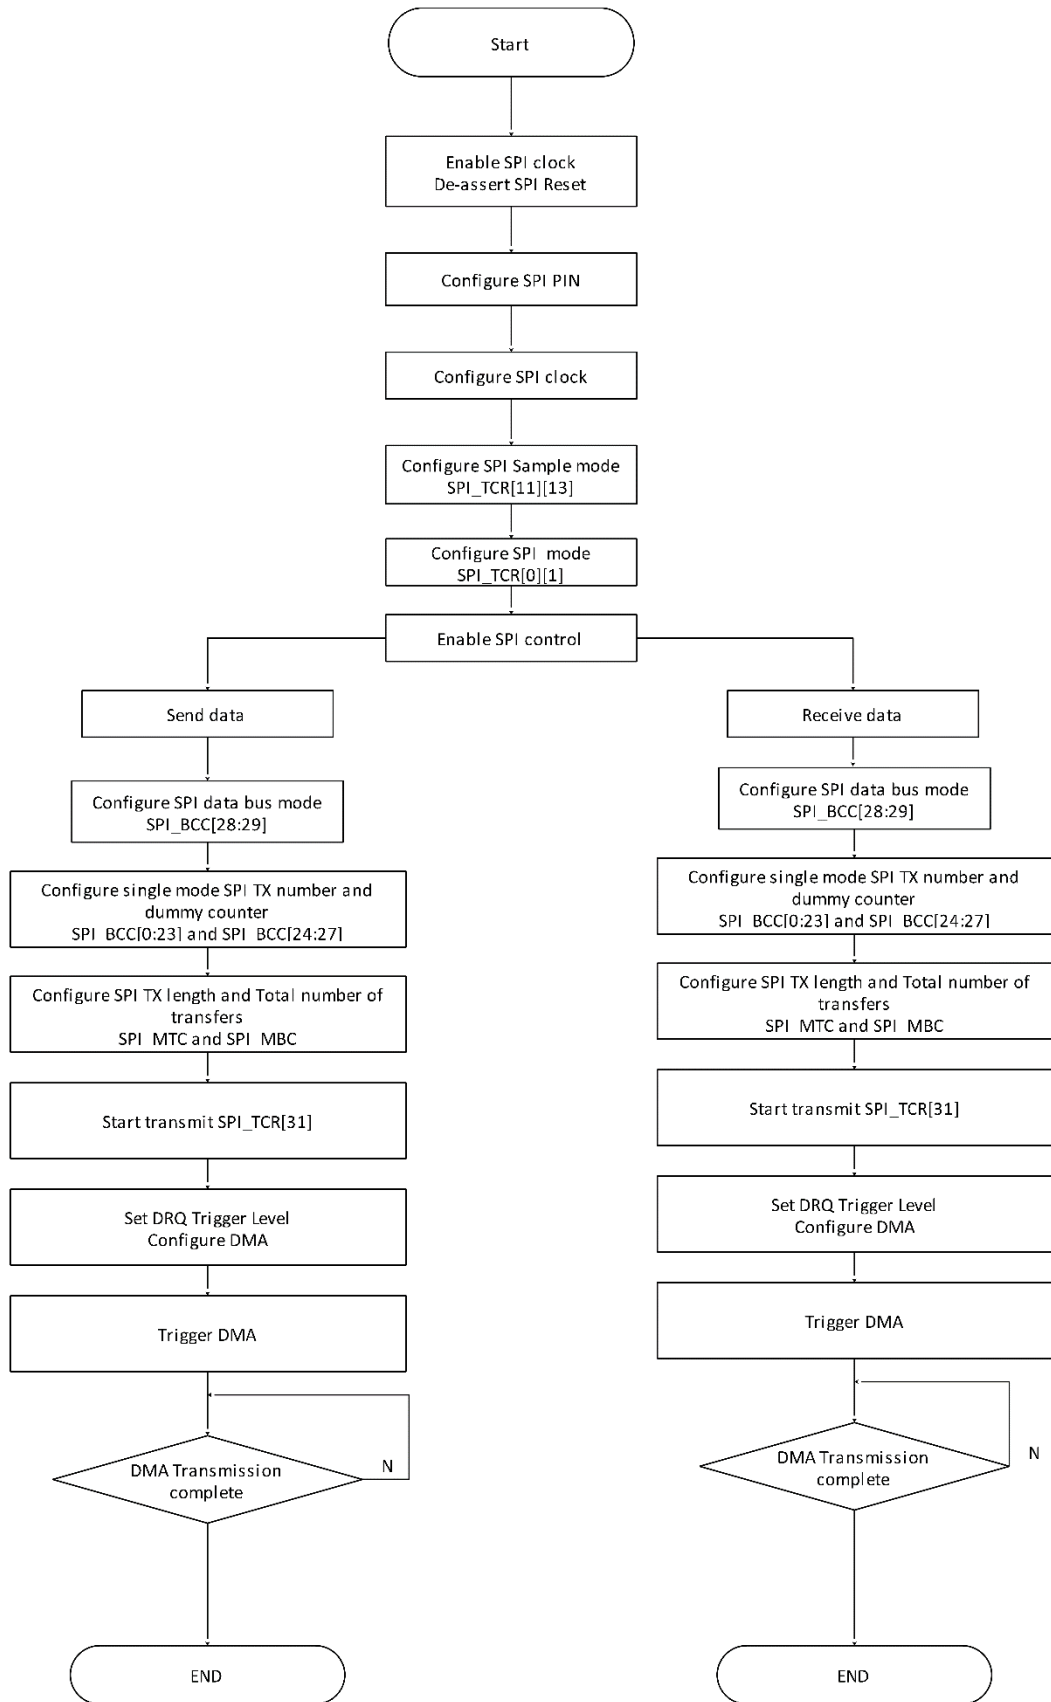 Start
Enable SPI clock
De-assert SPI Reset
Configure SPI PIN
Configure SPI clock
Configure SPI Sample mode
SPI_TCR[11][13]
Configure SPI  mode
SPI_TCR[0][1]
Enable SPI control
Send data
Configure SPI data bus mode
SPI_BCC[28:29]
Configure single mode SPI TX number and
dummy counter
SPI_BCC[0:23] and SPI_BCC[24:27]
Configure SPI TX length and Total number of
transfers
SPI_MTC and SPI_MBC
Start transmit SPI_TCR[31]
Set DRQ Trigger Level
Configure DMA
Trigger DMA
DMA Transmission
complete
N
END
Receive data
Configure SPI data bus mode
SPI_BCC[28:29]
Configure single mode SPI TX number and
dummy counter
SPI_BCC[0:23] and SPI_BCC[24:27]
Configure SPI TX length and Total number of
transfers
SPI_MTC and SPI_MBC
Start transmit SPI_TCR[31]
Set DRQ Trigger Level
Configure DMA
Trigger DMA
DMA Transmission
complete
N
END